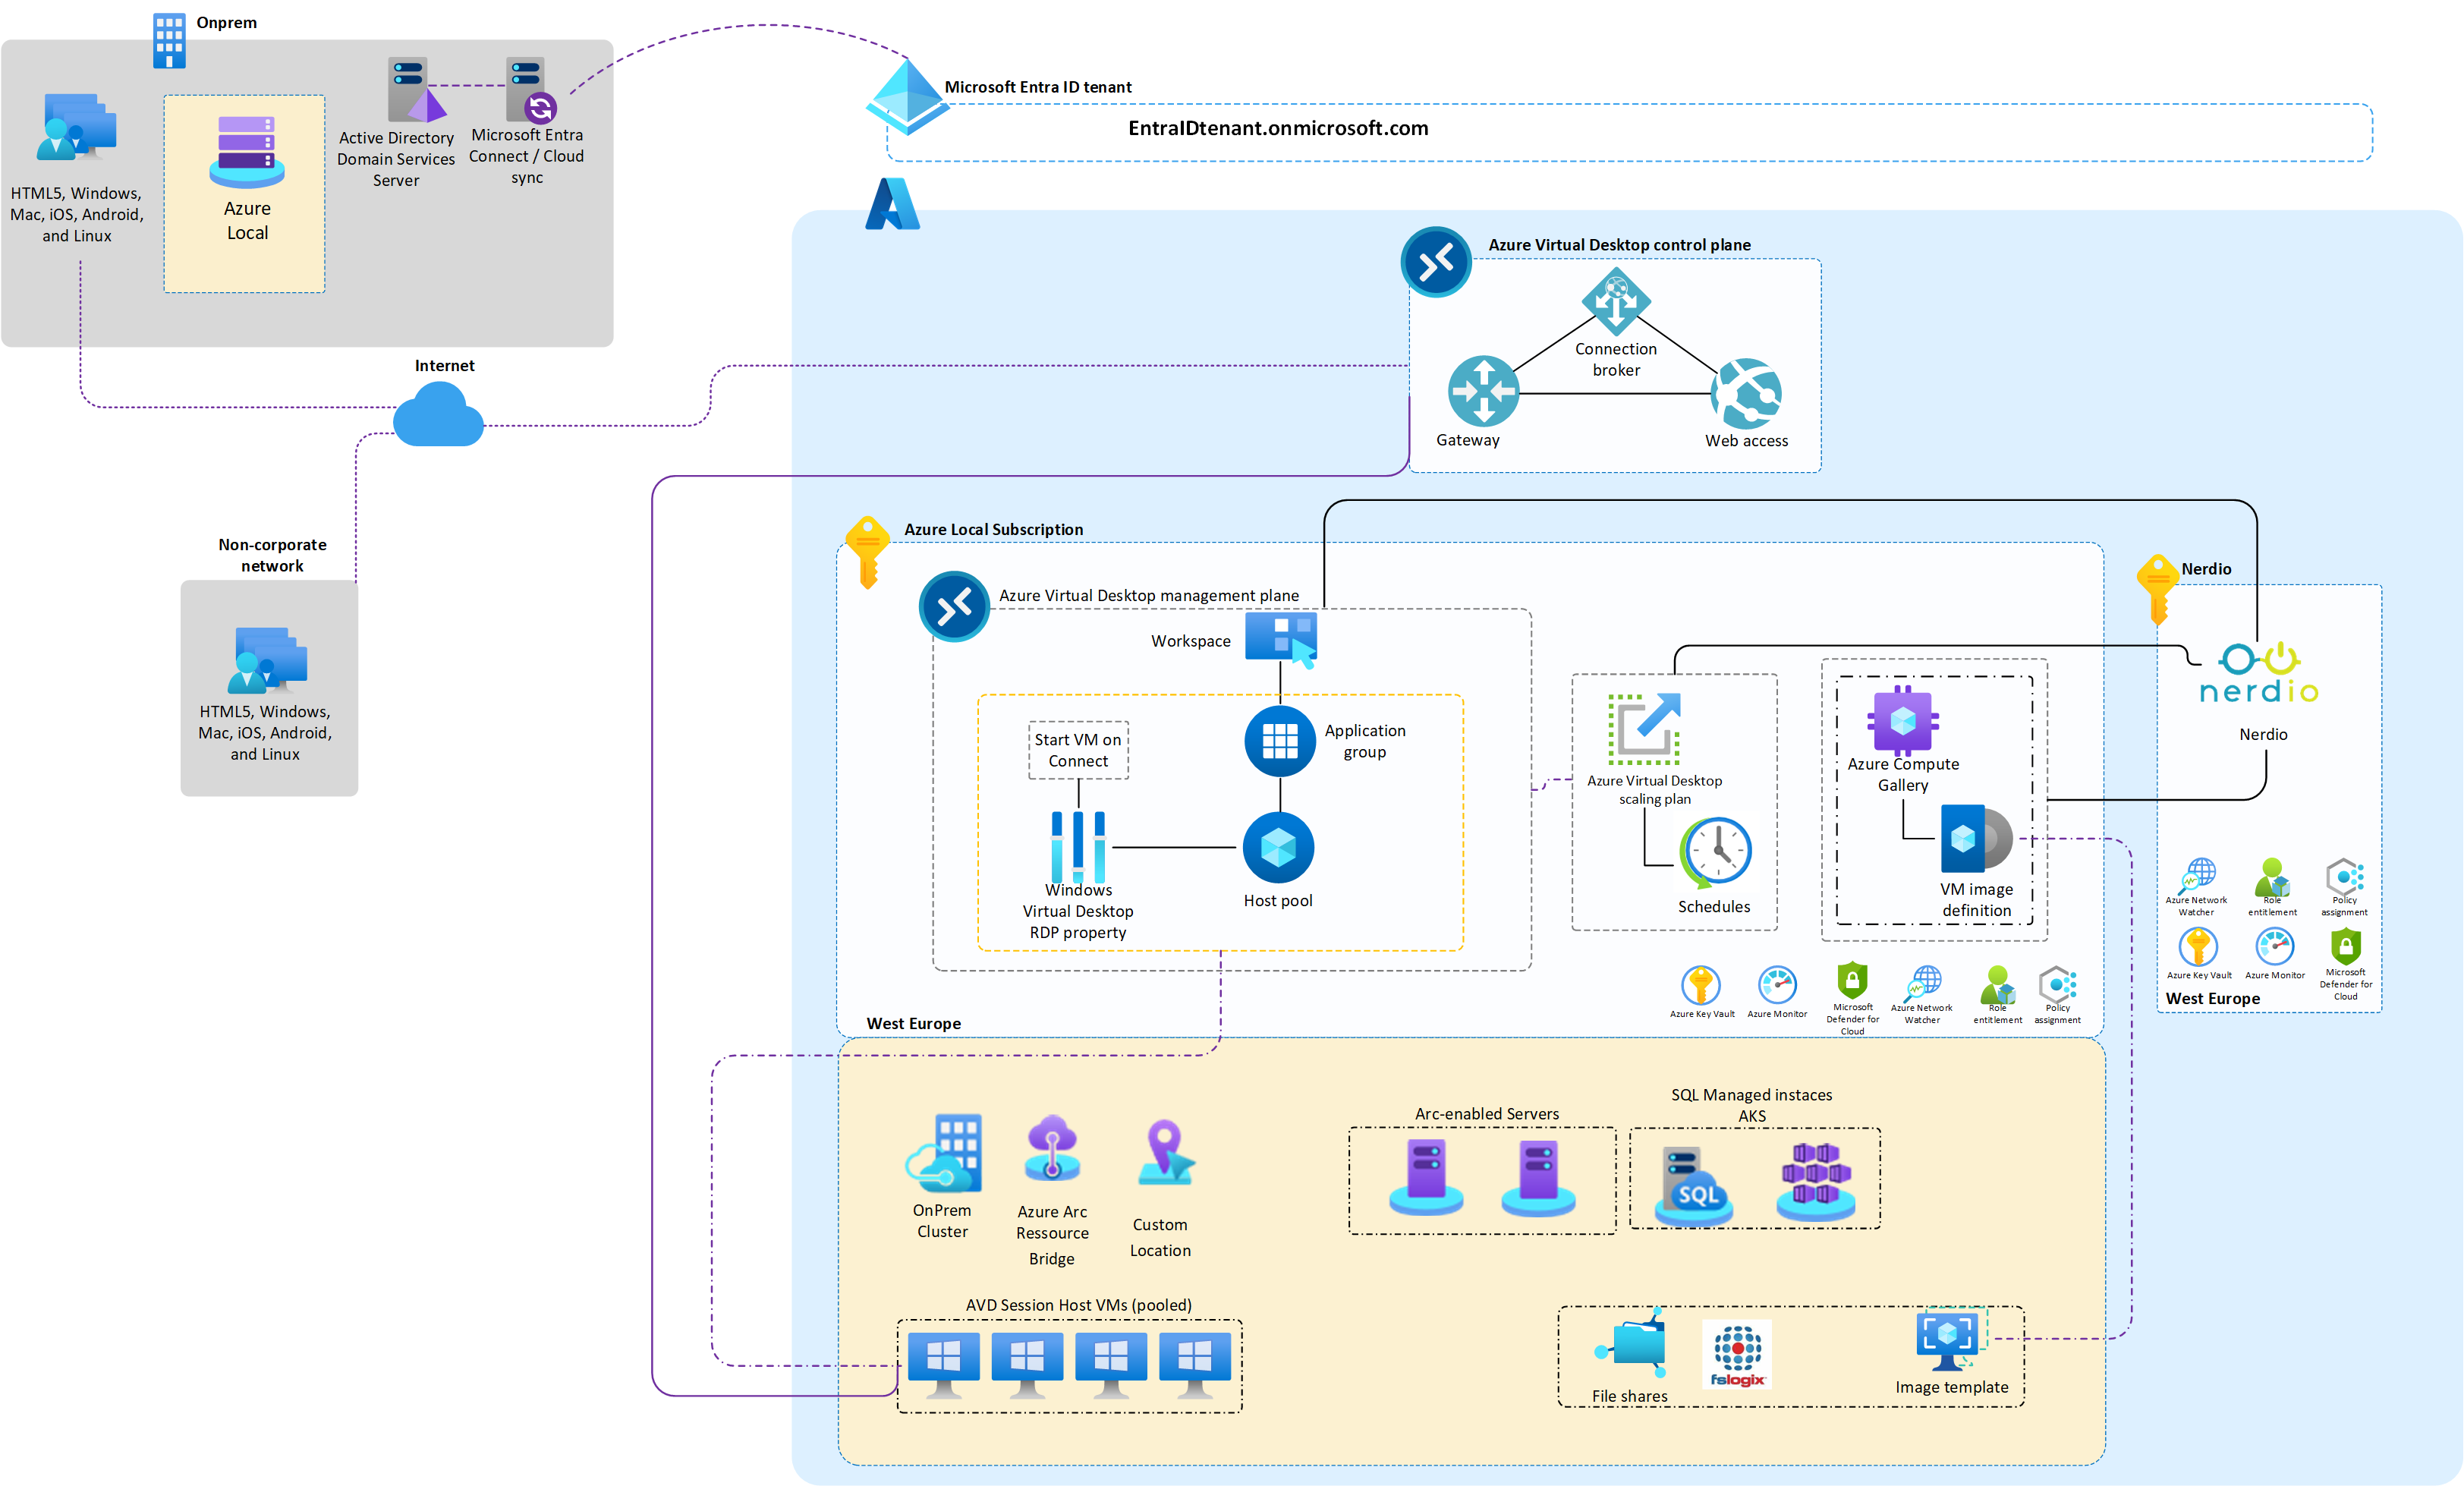 Onprem
HTML5, Windows,
Mac, iOS, Android,
and Linux
Azure
Local
Active Directory
Domain Services
Server
Microsoft Entra
Connect / Cloud
sync
Microsoft Entra ID tenant
EntraIDtenant.onmicrosoft.com
Internet
Non-corporate
network
HTML5, Windows,
Mac, iOS, Android,
and Linux
Azure Virtual Desktop control plane
Connection
broker
Gateway
Web access
Azure Local Subscription
Azure Virtual Desktop management plane
Workspace
Application
group
Start VM on
Connect
Windows
Virtual Desktop
RDP property
Host pool
Azure Virtual Desktop
scaling plan
Schedules
Azure Compute
Gallery
VM image
definition
West Europe
Azure Key Vault
Azure Monitor
Microsoft
Defender for
Cloud
Azure Network
Watcher
Role
entitlement
Policy
assignment
Nerdio
nerdio
Nerdio
Azure Network
Watcher
Role
entitlement
Policy
assignment
Azure Key Vault
Azure Monitor
Microsoft
Defender for
Cloud
West Europe
OnPrem
Cluster
Azure Arc
Ressource
Bridge
Custom
Location
Arc-enabled Servers
SQL Managed instaces
AKS
SQL
AVD Session Host VMs (pooled)
File shares
fslogix
Image template